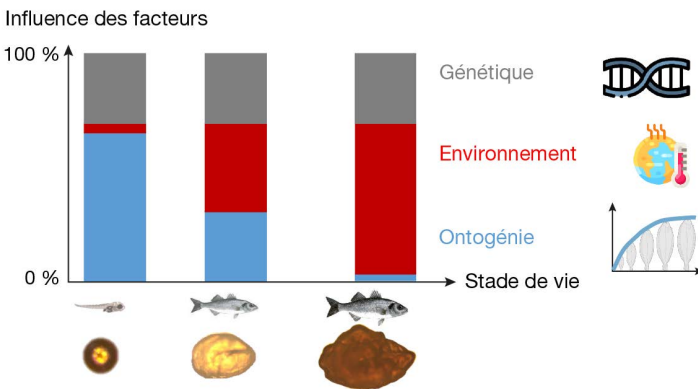 Influence des facteurs
100 %
Génétique
Environnement
Ontogénie
0 %
Stade de vie